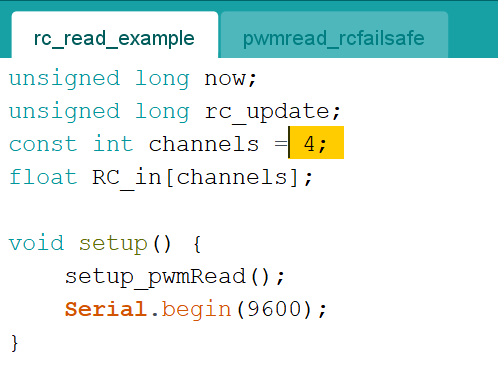 rc_read_example pwmread_rcfailsafe
unsigned long now;
unsigned long rc_update;
const int channels = 4;
float RC_in[channels];
void setup() {
    setup_pwmRead();
    Serial.begin(9600);
}